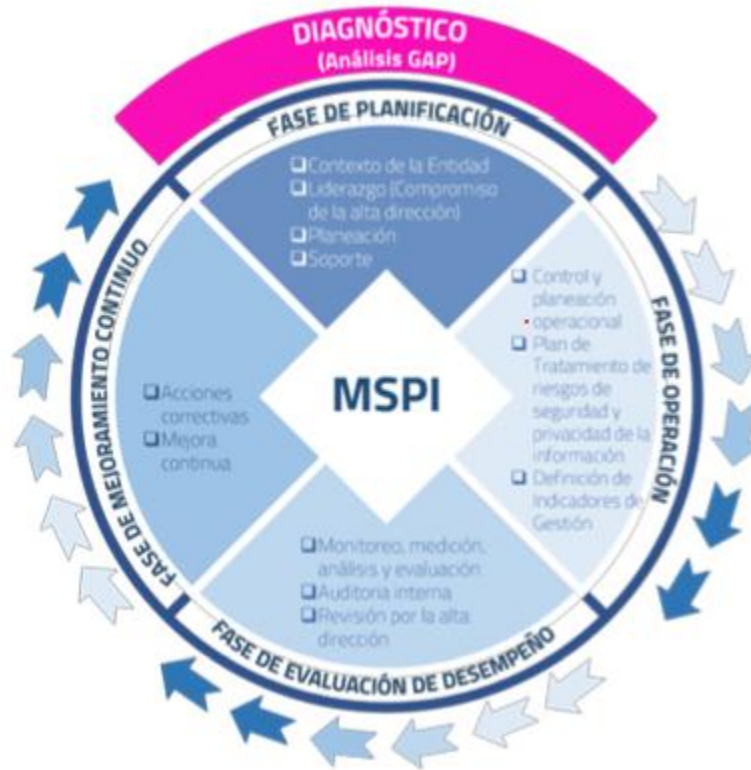 DIAGNÓSTICO
(Análisis GAP)
FASE DE PLANIFICACIÓN
Contexto de la Entidad
Liderazgo (Compromiso
de la alta dirección)
Planeación
Soporte
FASE DE OPERACIÓN
Control y
planeación
operacional
Plan de
Tratamiento de
riesgos de
seguridad y
privacidad de la
información
Definición de
Indicadores de
Gestión
MSPI
FASE DE EVALUACIÓN DE DESEMPEÑO
Monitoreo, medición,
análisis y evaluación
Auditoria interna
Revisión por la alta
dirección
FASE DE MEJORAMIENTO CONTINUO
Acciones
correctivas
Mejora
continua